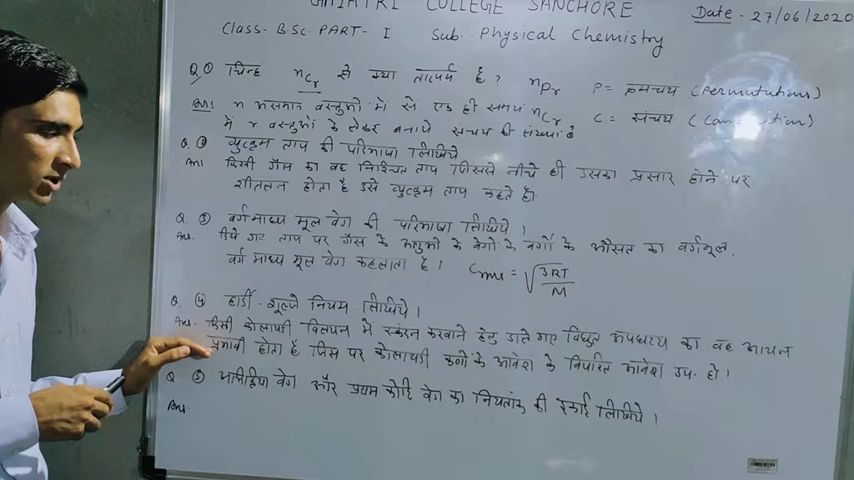 GAIATRI COLLEGE SANCHORE
Date - 27/06/2020
Class- B.Sc. PART - I Sub.. Physical Chemistry
Q. ① चिन्ह nCr से क्या तात्पर्य है ? nPr P = क्रमचय (Permutations)
Ans: n असमान वस्तुओं में से एक ही समय nCr C = संचय
में r वस्तुओं के लेकर बनाये संचय की संख्या है
Q. ② व्युत्क्रम ताप की परिभाषा लिखिये
Ans किसी गैस का वह निश्चित ताप जिससे नीचे ही उसका प्रसार होने पर
शीतलन होता है उसे व्युत्क्रम ताप कहते है।
Q ③ वर्ग माध्य मूल वेग की परिभाषा लिखिये ।
Ans. दिये गए ताप पर गैस के अणुओं के वेगों के वर्गों के औसत का वर्गमूल,
वर्ग माध्य मूल वेग कहलाता है । Crms = √3RT/M
Q. ④ हार्डी - शूल्जे नियम लिखिये ।
Ans. किसी कोलायडी विलयन में स्कंदन करवाने हेतु डाले गए विद्युत अपघट्य का वह आयन
प्रभावी होता है जिस पर कोलायडी कणों के आवेश के विपरित आवेश उप. हो ।
Q ⑤ अभिक्रिया वेग और प्रथम कोटि वेग का नियतांक की इकाई लिखिये ।
Ans